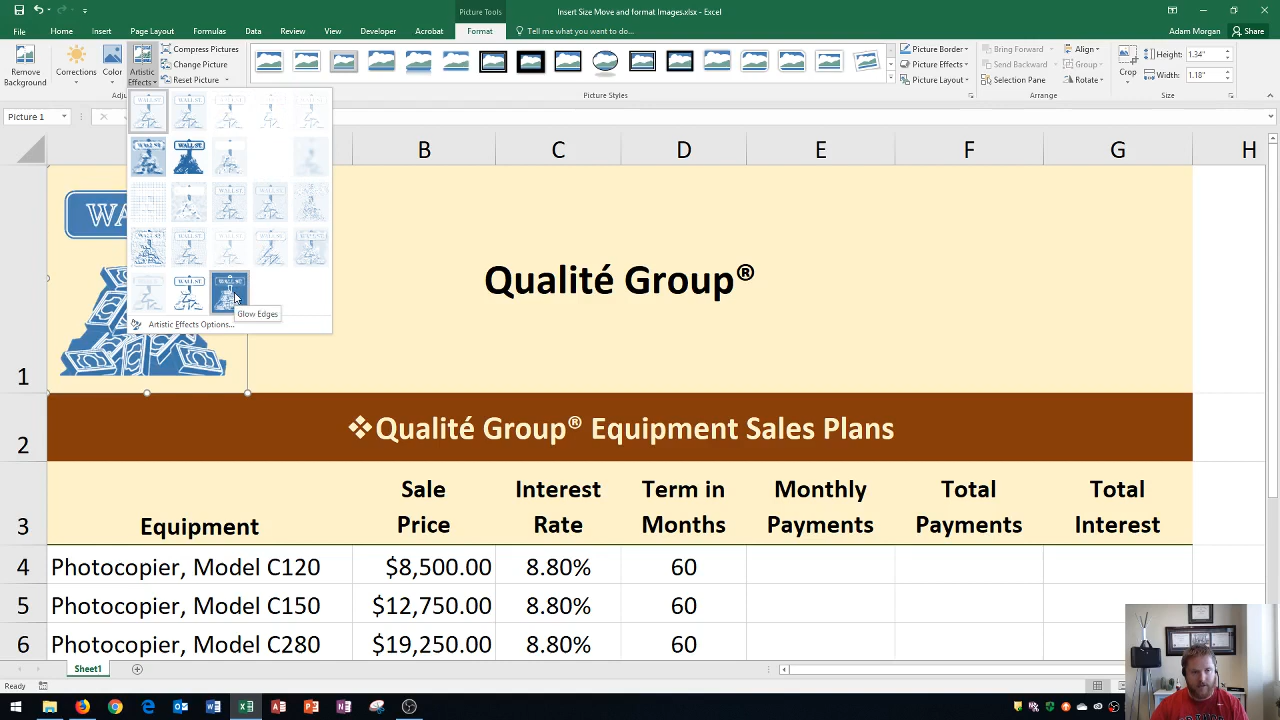 Picture Tools
Insert Size Move and format Images.xlsx - Excel
File Home Insert Page Layout Formulas Data Review View Developer Acrobat Format Tell me what you want to do...
Adam Morgan Share
Remove Background
Corrections
Color
Artistic Effects
Compress Pictures
Change Picture
Reset Picture
Picture Border
Picture Effects
Picture Layout
Bring Forward
Send Backward
Selection Pane
Align
Group
Rotate
Crop
Height: 1.34"
Width: 1.18"
Picture Styles
Arrange
Size
Picture 1
B C D E F G H
Glow Edges
Artistic Effects Options...
1
Qualité Group®
2
❖Qualité Group® Equipment Sales Plans
3
Equipment
Sale Price
Interest Rate
Term in Months
Monthly Payments
Total Payments
Total Interest
4 Photocopier, Model C120 $8,500.00 8.80% 60
5 Photocopier, Model C150 $12,750.00 8.80% 60
6 Photocopier, Model C280 $19,250.00 8.80% 60
Sheet1
Ready